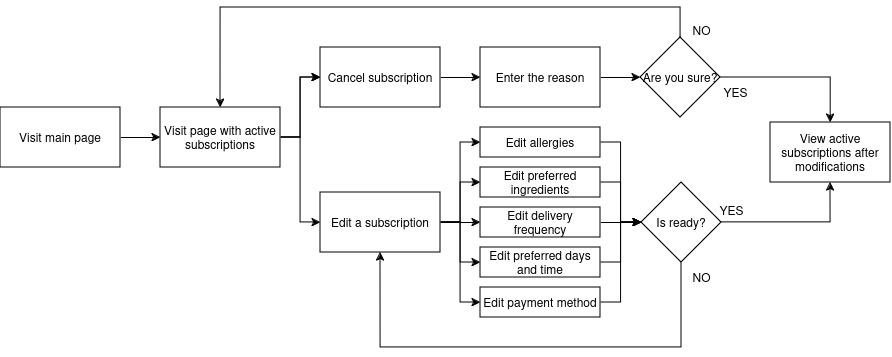 NO
Cancel subscription
Enter the reason
Are you sure?
YES
Visit main page
Visit page with active
subscriptions
Edit allergies
View active
subscriptions after
modifications
Edit preferred
ingredients
Edit a subscription
Edit delivery
frequency
Is ready?
YES
Edit preferred days
and time
NO
Edit payment method